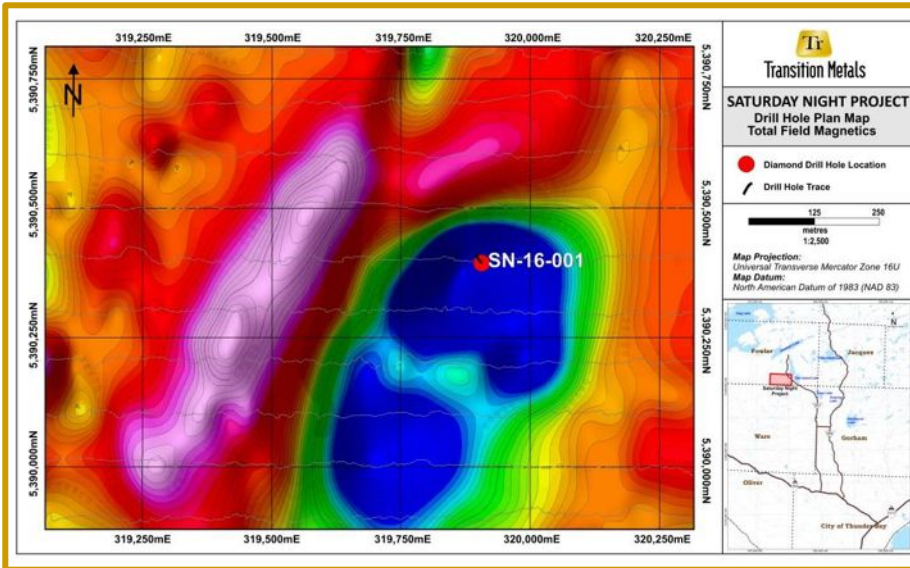 319,250mE 319,500mE 319,750mE 320,000mE 320,250mE
5,390,750mN
5,390,500mN
5,390,250mN
5,390,000mN
N
SN-16-001
5,390,750mN
5,390,500mN
5,390,250mN
5,390,000mN
319,250mE 319,500mE 319,750mE 320,000mE 320,250mE
Tr
Transition Metals
SATURDAY NIGHT PROJECT
Drill Hole Plan Map
Total Field Magnetics
Diamond Drill Hole Location
Drill Hole Trace
125 250
metres
1:2,500
Map Projection:
Universal Transverse Mercator Zone 16U
Map Datum:
North American Datum of 1983 (NAD 83)
N
Fowler
Jacques
Saturday Night
Project
Ware
Gorham
Oliver
City of Thunder Bay